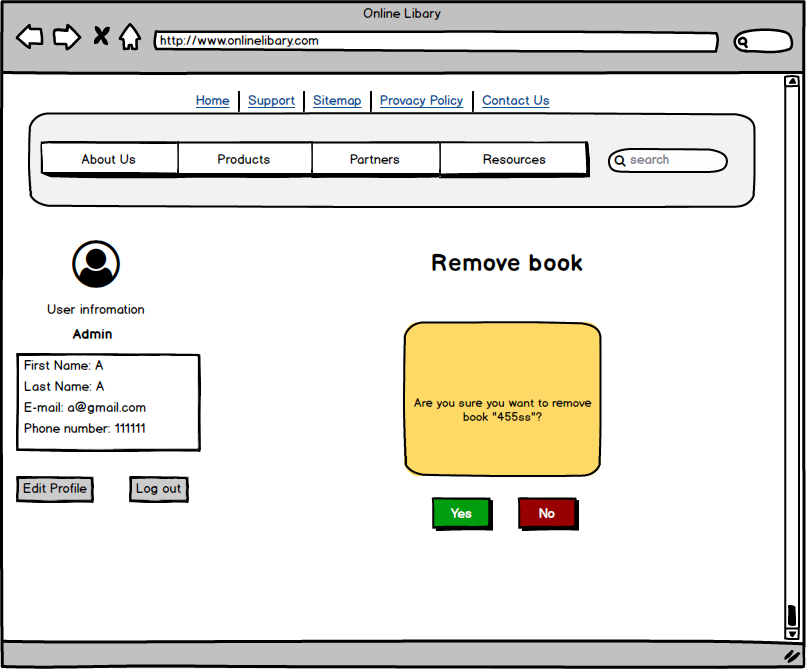 Online Libary
http://www.onlinelibary.com
Home Support Sitemap Provacy Policy Contact Us
About Us Products Partners Resources search
Remove book
User infromation
Admin
First Name: A
Last Name: A
E-mail: a@gmail.com
Phone number: 111111
Are you sure you want to remove
book "455ss"?
Edit Profile Log out
Yes No